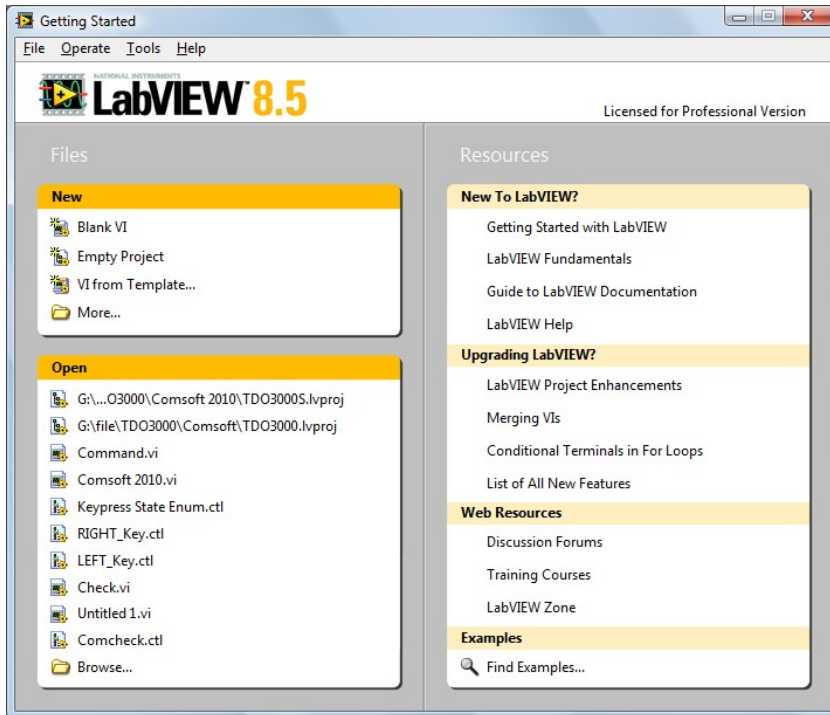 Getting Started
File Operate Tools Help
NATIONAL INSTRUMENTS
LabVIEW™ 8.5
Licensed for Professional Version
Files
New
Blank VI
Empty Project
VI from Template...
More...
Open
G:\...O3000\Comsoft 2010\TDO3000S.lvproj
G:\file\TDO3000\Comsoft\TDO3000.lvproj
Command.vi
Comsoft 2010.vi
Keypress State Enum.ctl
RIGHT_Key.ctl
LEFT_Key.ctl
Check.vi
Untitled 1.vi
Comcheck.ctl
Browse...
Resources
New To LabVIEW?
Getting Started with LabVIEW
LabVIEW Fundamentals
Guide to LabVIEW Documentation
LabVIEW Help
Upgrading LabVIEW?
LabVIEW Project Enhancements
Merging VIs
Conditional Terminals in For Loops
List of All New Features
Web Resources
Discussion Forums
Training Courses
LabVIEW Zone
Examples
Find Examples...